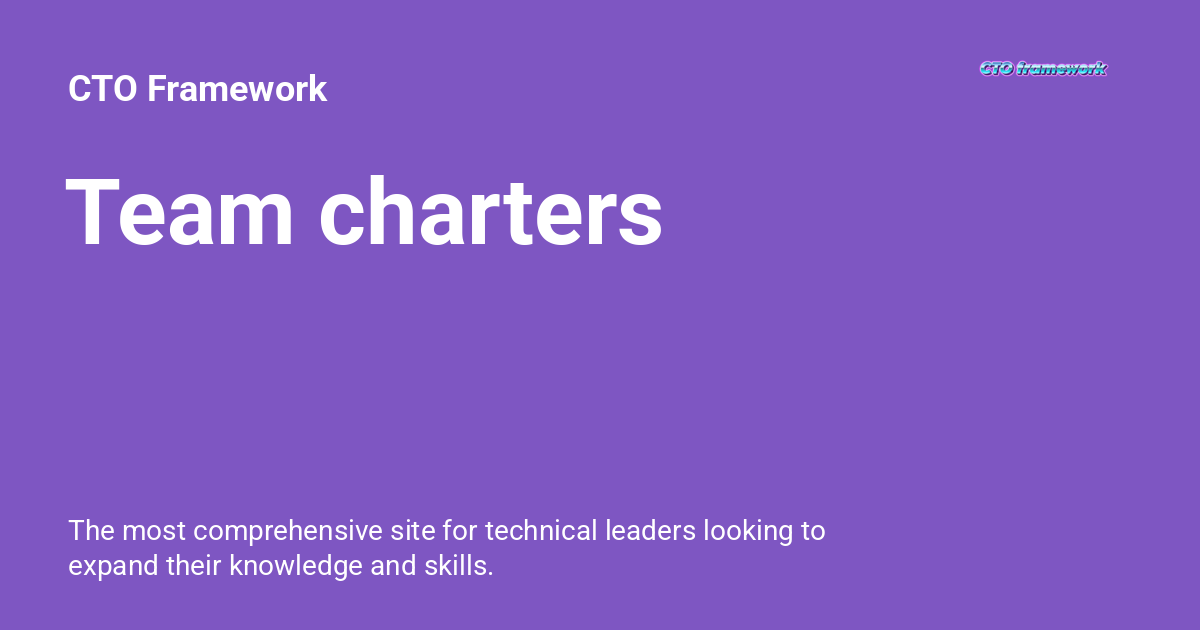 CTO Framework
CTO framework
Team charters
The most comprehensive site for technical leaders looking to
expand their knowledge and skills.